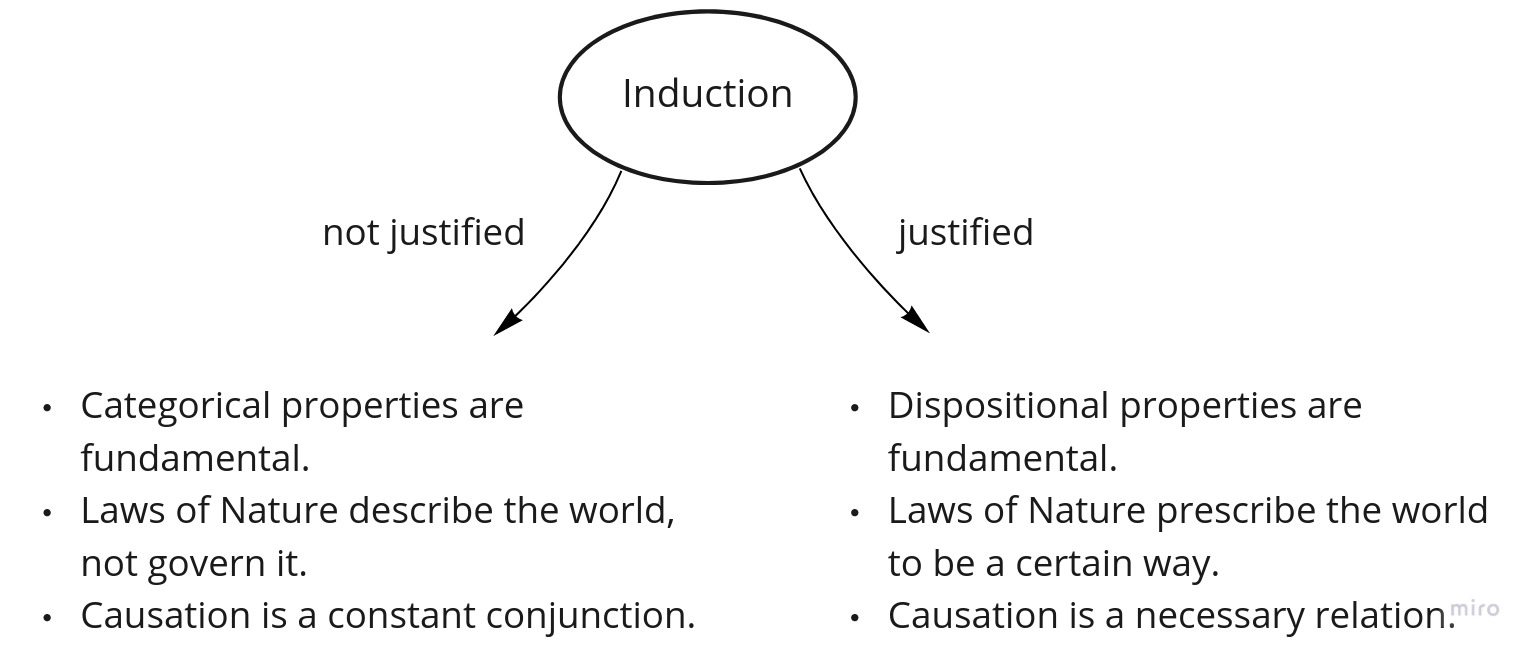 Induction
not justified
justified
• Categorical properties are
fundamental.
• Laws of Nature describe the world,
not govern it.
• Causation is a constant conjunction.
• Dispositional properties are
fundamental.
• Laws of Nature prescribe the world
to be a certain way.
• Causation is a necessary relation.
miro